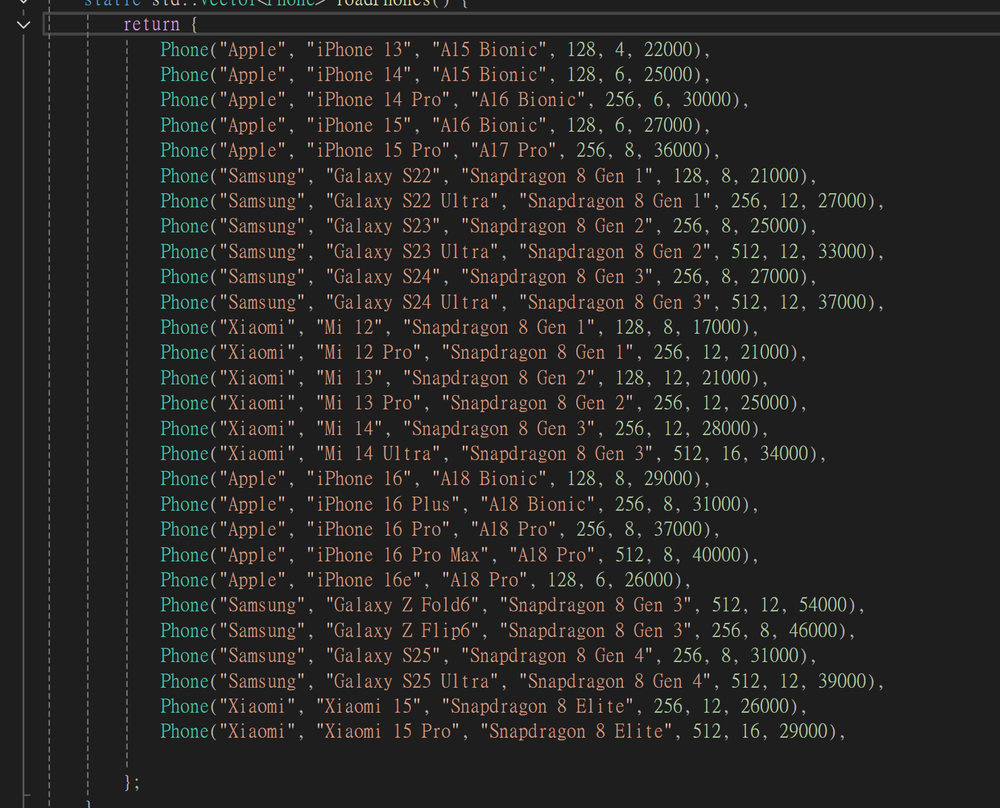 static std::vector<Phone> loadPhones() {
return {
Phone("Apple", "iPhone 13", "A15 Bionic", 128, 4, 22000),
Phone("Apple", "iPhone 14", "A15 Bionic", 128, 6, 25000),
Phone("Apple", "iPhone 14 Pro", "A16 Bionic", 256, 6, 30000),
Phone("Apple", "iPhone 15", "A16 Bionic", 128, 6, 27000),
Phone("Apple", "iPhone 15 Pro", "A17 Pro", 256, 8, 36000),
Phone("Samsung", "Galaxy S22", "Snapdragon 8 Gen 1", 128, 8, 21000),
Phone("Samsung", "Galaxy S22 Ultra", "Snapdragon 8 Gen 1", 256, 12, 27000),
Phone("Samsung", "Galaxy S23", "Snapdragon 8 Gen 2", 256, 8, 25000),
Phone("Samsung", "Galaxy S23 Ultra", "Snapdragon 8 Gen 2", 512, 12, 33000),
Phone("Samsung", "Galaxy S24", "Snapdragon 8 Gen 3", 256, 8, 27000),
Phone("Samsung", "Galaxy S24 Ultra", "Snapdragon 8 Gen 3", 512, 12, 37000),
Phone("Xiaomi", "Mi 12", "Snapdragon 8 Gen 1", 128, 8, 17000),
Phone("Xiaomi", "Mi 12 Pro", "Snapdragon 8 Gen 1", 256, 12, 21000),
Phone("Xiaomi", "Mi 13", "Snapdragon 8 Gen 2", 128, 12, 21000),
Phone("Xiaomi", "Mi 13 Pro", "Snapdragon 8 Gen 2", 256, 12, 25000),
Phone("Xiaomi", "Mi 14", "Snapdragon 8 Gen 3", 256, 12, 28000),
Phone("Xiaomi", "Mi 14 Ultra", "Snapdragon 8 Gen 3", 512, 16, 34000),
Phone("Apple", "iPhone 16", "A18 Bionic", 128, 8, 29000),
Phone("Apple", "iPhone 16 Plus", "A18 Bionic", 256, 8, 31000),
Phone("Apple", "iPhone 16 Pro", "A18 Pro", 256, 8, 37000),
Phone("Apple", "iPhone 16 Pro Max", "A18 Pro", 512, 8, 40000),
Phone("Apple", "iPhone 16e", "A18 Pro", 128, 6, 26000),
Phone("Samsung", "Galaxy Z Fold6", "Snapdragon 8 Gen 3", 512, 12, 54000),
Phone("Samsung", "Galaxy Z Flip6", "Snapdragon 8 Gen 3", 256, 8, 46000),
Phone("Samsung", "Galaxy S25", "Snapdragon 8 Gen 4", 256, 8, 31000),
Phone("Samsung", "Galaxy S25 Ultra", "Snapdragon 8 Gen 4", 512, 12, 39000),
Phone("Xiaomi", "Xiaomi 15", "Snapdragon 8 Elite", 256, 12, 26000),
Phone("Xiaomi", "Xiaomi 15 Pro", "Snapdragon 8 Elite", 512, 16, 29000),
};
}